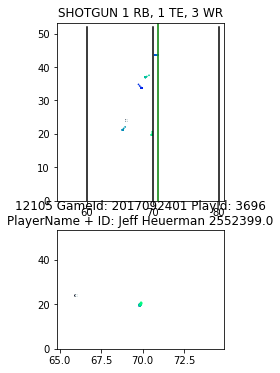 SHOTGUN 1 RB, 1 TE, 3 WR
50
40
30
20
10
0
60 70 80
12105 GameId: 2017092401 PlayId: 3696
PlayerName + ID: Jeff Heuerman 2552399.0
40
20
0
65.0 67.5 70.0 72.5